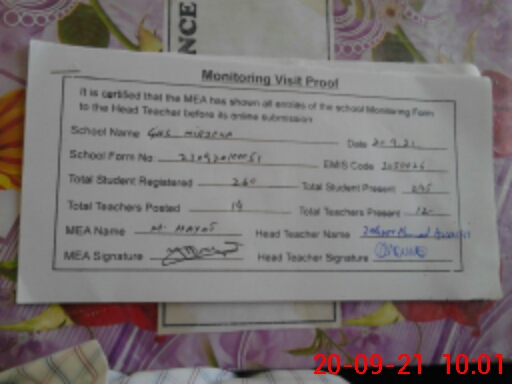 NCE
Monitoring Visit Proof
It is certified that the MEA has shown all entries of the school Monitoring Form
to the Head Teacher before its online submission
School Name GHS Date 20.9.21
School Form No: EMIS Code
Total Student Registered 260 Total Student Present 245
Total Teachers Posted 14 Total Teachers Present 12
MEA Name M. Head Teacher Name
MEA Signature Head Teacher Signature
20-09-21 10:01